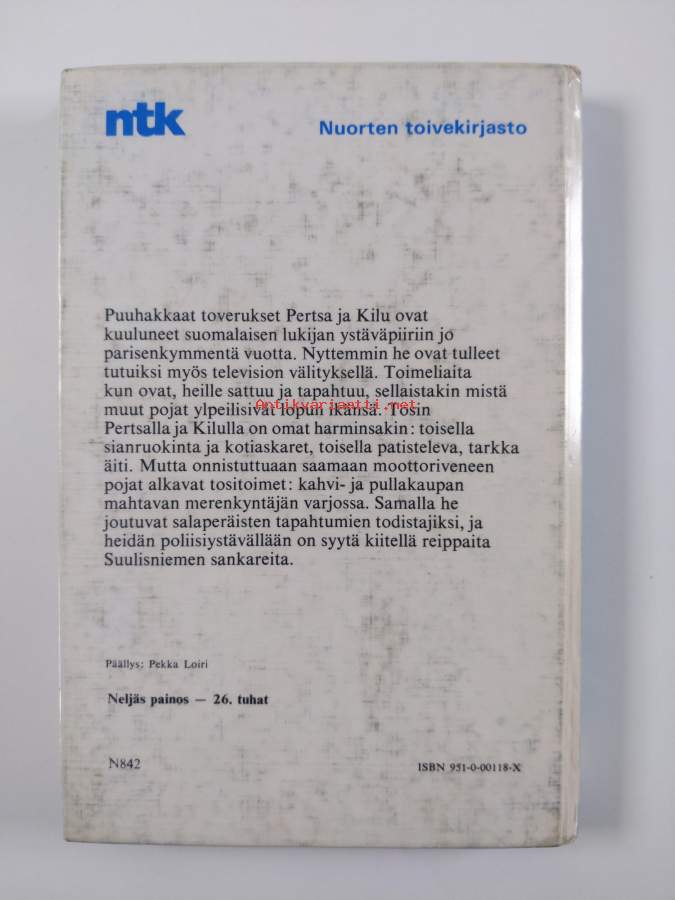 ntk
Nuorten toivekirjasto
Puuhakkaat toverukset Pertsa ja Kilu ovat
kuuluneet suomalaisen lukijan ystäväpiiriin jo
parisenkymmentä vuotta. Nyttemmin he ovat tulleet
tutuiksi myös television välityksellä. Toimeliaita
kun ovat, heille sattuu ja tapahtuu, sellaistakin mistä
muut pojat ylpeilisivät lopun ikänsä. Tosin
Antikvariaatti.net
Pertsalla ja Kilulla on omat harminsakin: toisella
sianruokinta ja kotiaskaret, toisella patisteleva, tarkka
äiti. Mutta onnistuttuaan saamaan moottoriveneen
pojat alkavat tositoimet: kahvi- ja pullakaupan
mahtavan merenkyntäjän varjossa. Samalla he
joutuvat salaperäisten tapahtumien todistajiksi, ja
heidän poliisiystävällään on syytä kiitellä reippaita
Suulisniemen sankareita.
Päällys: Pekka Loiri
Neljäs painos — 26. tuhat
N842
ISBN 951-0-00118-X